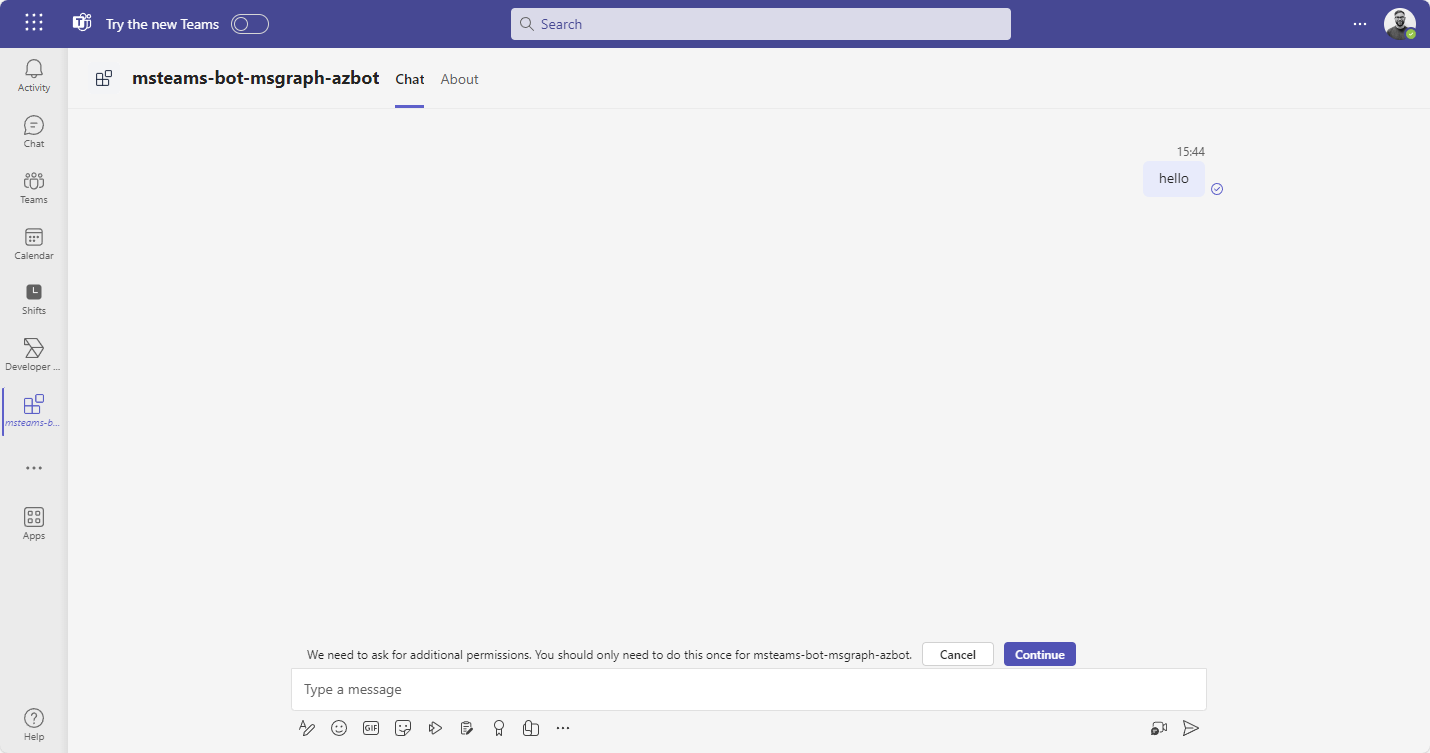 Try the new Teams
Search
Activity
Chat
Teams
Calendar
Shifts
Developer ...
msteams-b...
Apps
Help
msteams-bot-msgraph-azbot
Chat
About
15:44
hello
We need to ask for additional permissions. You should only need to do this once for msteams-bot-msgraph-azbot.
Cancel
Continue
Type a message
GIF